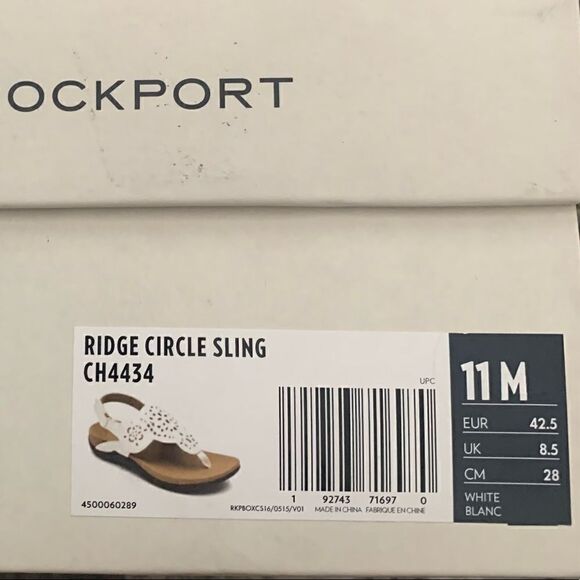 OCKPORT
RIDGE CIRCLE SLING
CH4434
UPC
11 M
EUR 42.5
UK 8.5
CM 28
WHITE
BLANC
1 92743 71697 0
4500060289
RKPBOXCS16/0515/V01 MADE IN CHINA FABRIQUE EN CHINE